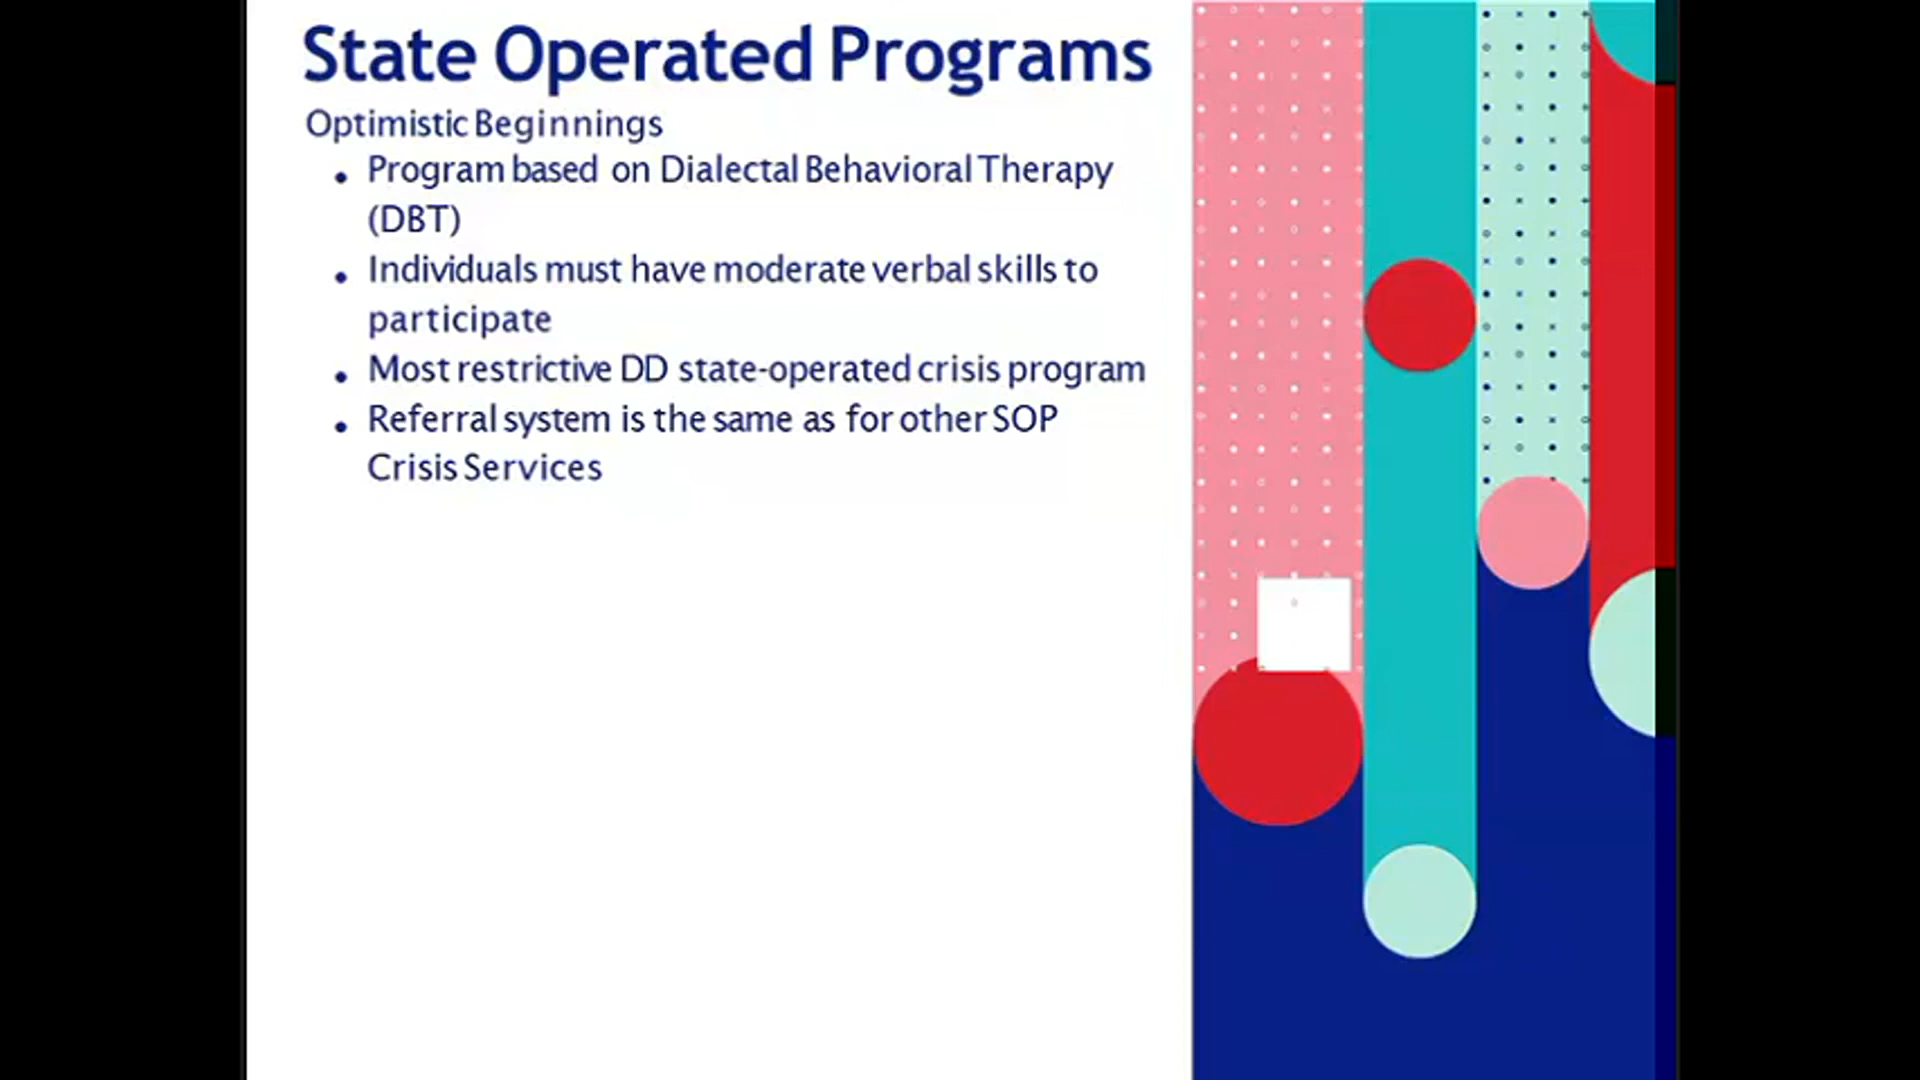 State Operated Programs
Optimistic Beginnings
• Program based on Dialectal Behavioral Therapy
(DBT)
• Individuals must have moderate verbal skills to
participate
• Most restrictive DD state-operated crisis program
• Referral system is the same as for other SOP
Crisis Services